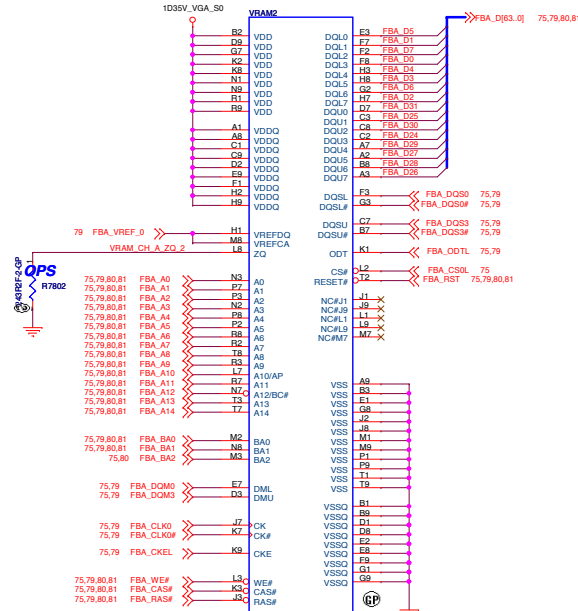 1D35V_VGA_S0
VRAM2
FBA_D[63..0] 75,79,80,81
B2 VDD
D9 VDD
G7 VDD
K2 VDD
K8 VDD
N1 VDD
N9 VDD
R1 VDD
R9 VDD
A1 VDDQ
A8 VDDQ
C1 VDDQ
C9 VDDQ
D2 VDDQ
E9 VDDQ
F1 VDDQ
H2 VDDQ
H9 VDDQ
79 FBA_VREF_0 H1 VREFDQ
M8 VREFCA
VRAM_CH_A_ZQ_2 L8 ZQ
OPS
R7802
75,79,80,81 FBA_A0 N3 A0
75,79,80,81 FBA_A1 P7 A1
75,79,80,81 FBA_A2 P3 A2
75,79,80,81 FBA_A3 N2 A3
75,79,80,81 FBA_A4 P8 A4
75,79,80,81 FBA_A5 P2 A5
75,79,80,81 FBA_A6 R8 A6
75,79,80,81 FBA_A7 R2 A7
75,79,80,81 FBA_A8 T8 A8
75,79,80,81 FBA_A9 R3 A9
75,79,80,81 FBA_A10 L7 A10/AP
75,79,80,81 FBA_A11 R7 A11
75,79,80,81 FBA_A12 N7 A12/BC#
75,79,80,81 FBA_A13 T3 A13
75,79,80,81 FBA_A14 T7 A14
75,79,80,81 FBA_BA0 M2 BA0
75,79,80,81 FBA_BA1 N8 BA1
75,80 FBA_BA2 M3 BA2
75,79 FBA_DQM0 E7 DML
75,79 FBA_DQM3 D3 DMU
75,79 FBA_CLK0 J7 CK
75,79 FBA_CLK0# K7 CK#
75,79 FBA_CKEL K9 CKE
75,79,80,81 FBA_WE# L3 WE#
75,79,80,81 FBA_CAS# K3 CAS#
75,79,80,81 FBA_RAS# J3 RAS#
DQL0 E3 FBA_D5
DQL1 F7 FBA_D1
DQL2 F2 FBA_D7
DQL3 F8 FBA_D0
DQL4 H3 FBA_D4
DQL5 H8 FBA_D3
DQL6 G2 FBA_D6
DQL7 H7 FBA_D2
DQU0 D7 FBA_D31
DQU1 C3 FBA_D25
DQU2 C8 FBA_D30
DQU3 C2 FBA_D24
DQU4 A7 FBA_D29
DQU5 A2 FBA_D27
DQU6 B8 FBA_D28
DQU7 A3 FBA_D26
DQSL F3 FBA_DQS0 75,79
DQSL# G3 FBA_DQS0# 75,79
DQSU C7 FBA_DQS3 75,79
DQSU# B7 FBA_DQS3# 75,79
ODT K1 FBA_ODTL 75,79
CS# L2 FBA_CS0L 75
RESET# T2 FBA_RST 75,79,80,81
NC#J1 J1
NC#J9 J9
NC#L1 L1
NC#L9 L9
NC#M7 M7
VSS A9
VSS B3
VSS E1
VSS G8
VSS J2
VSS J8
VSS M1
VSS M9
VSS P1
VSS P9
VSS T1
VSS T9
VSSQ B1
VSSQ B9
VSSQ D1
VSSQ D8
VSSQ E2
VSSQ E8
VSSQ F9
VSSQ G1
VSSQ G9
GP